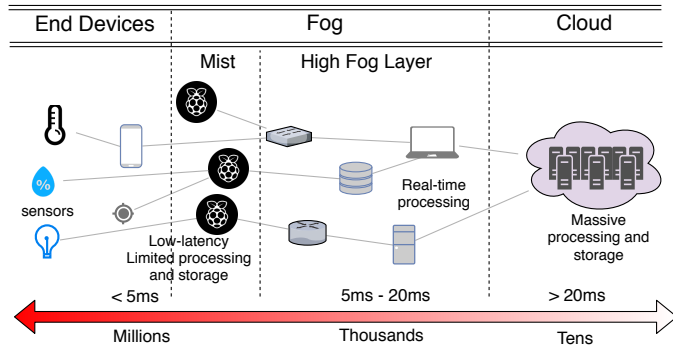 End Devices
Fog
Cloud
Mist
High Fog Layer
%
sensors
Real-time
processing
Low-latency
Limited processing
and storage
Massive
processing and
storage
< 5ms
5ms - 20ms
> 20ms
Millions
Thousands
Tens